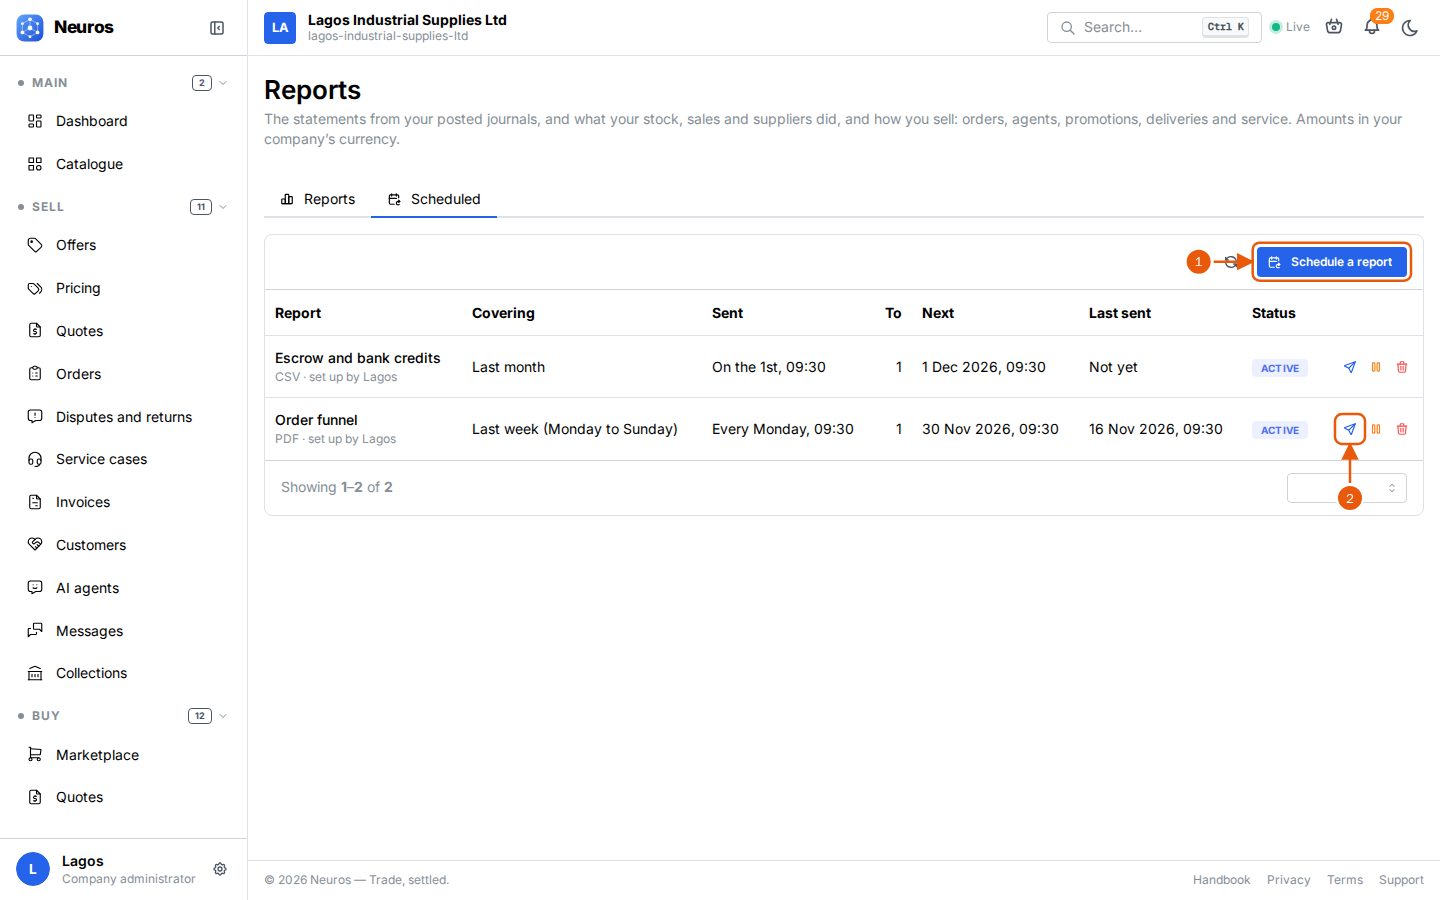 Neuros
LA
Lagos Industrial Supplies Ltd
lagos-industrial-supplies-ltd
Search...
Ctrl K
Live
29
MAIN
2
Dashboard
Catalogue
SELL
11
Offers
Pricing
Quotes
Orders
Disputes and returns
Service cases
Invoices
Customers
AI agents
Messages
Collections
BUY
12
Marketplace
Quotes
L
Lagos
Company administrator
Reports
The statements from your posted journals, and what your stock, sales and suppliers did, and how you sell: orders, agents, promotions, deliveries and service. Amounts in your
company’s currency.
Reports
Scheduled
1
Schedule a report
Report Covering Sent To Next Last sent Status
Escrow and bank credits
CSV · set up by Lagos
Last month On the 1st, 09:30 1 1 Dec 2026, 09:30 Not yet ACTIVE
Order funnel
PDF · set up by Lagos
Last week (Monday to Sunday) Every Monday, 09:30 1 30 Nov 2026, 09:30 16 Nov 2026, 09:30 ACTIVE
Showing 1–2 of 2
2
© 2026 Neuros — Trade, settled.
Handbook Privacy Terms Support